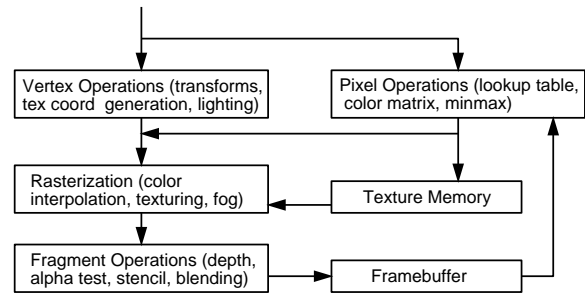 Vertex Operations (transforms,
tex coord generation, lighting)
Pixel Operations (lookup table,
color matrix, minmax)
Rasterization (color
interpolation, texturing, fog)
Texture Memory
Fragment Operations (depth,
alpha test, stencil, blending)
Framebuffer